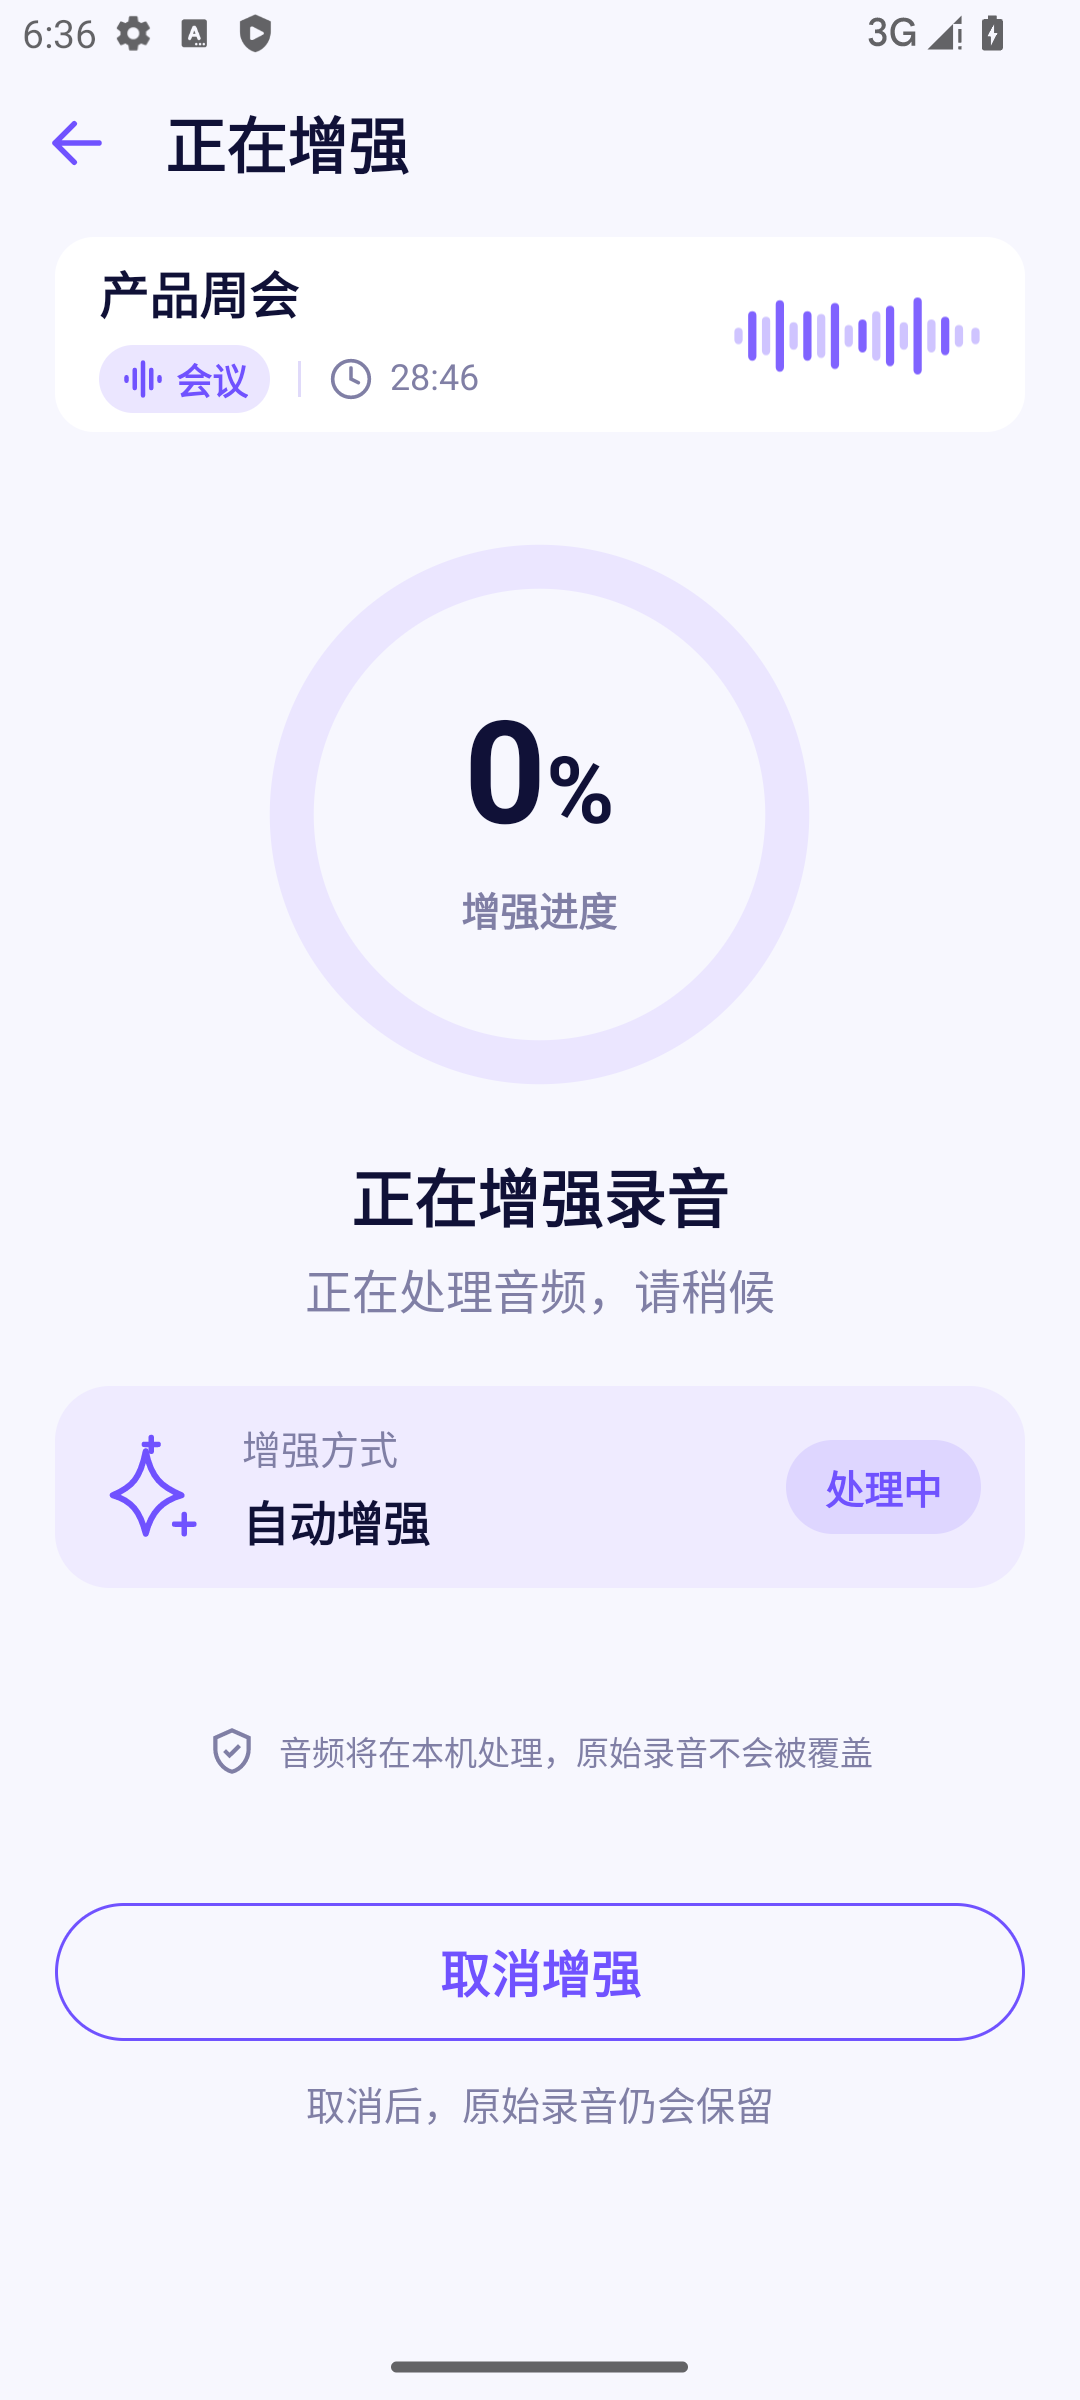 6:36
3G
正在增强
产品周会
会议
28:46
0%
增强进度
正在增强录音
正在处理音频，请稍候
增强方式
自动增强
处理中
音频将在本机处理，原始录音不会被覆盖
取消增强
取消后，原始录音仍会保留